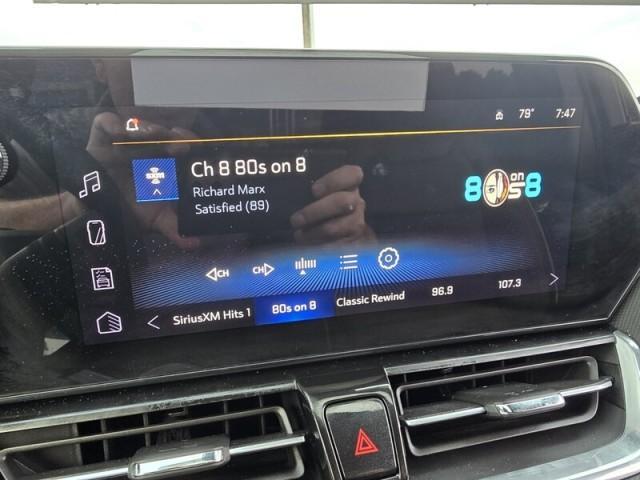 79° 7:47
SXM
Ch 8 80s on 8
Richard Marx
Satisfied (89)
80s on 8
CH CH
SiriusXM Hits 1 80s on 8 Classic Rewind 96.9 107.3